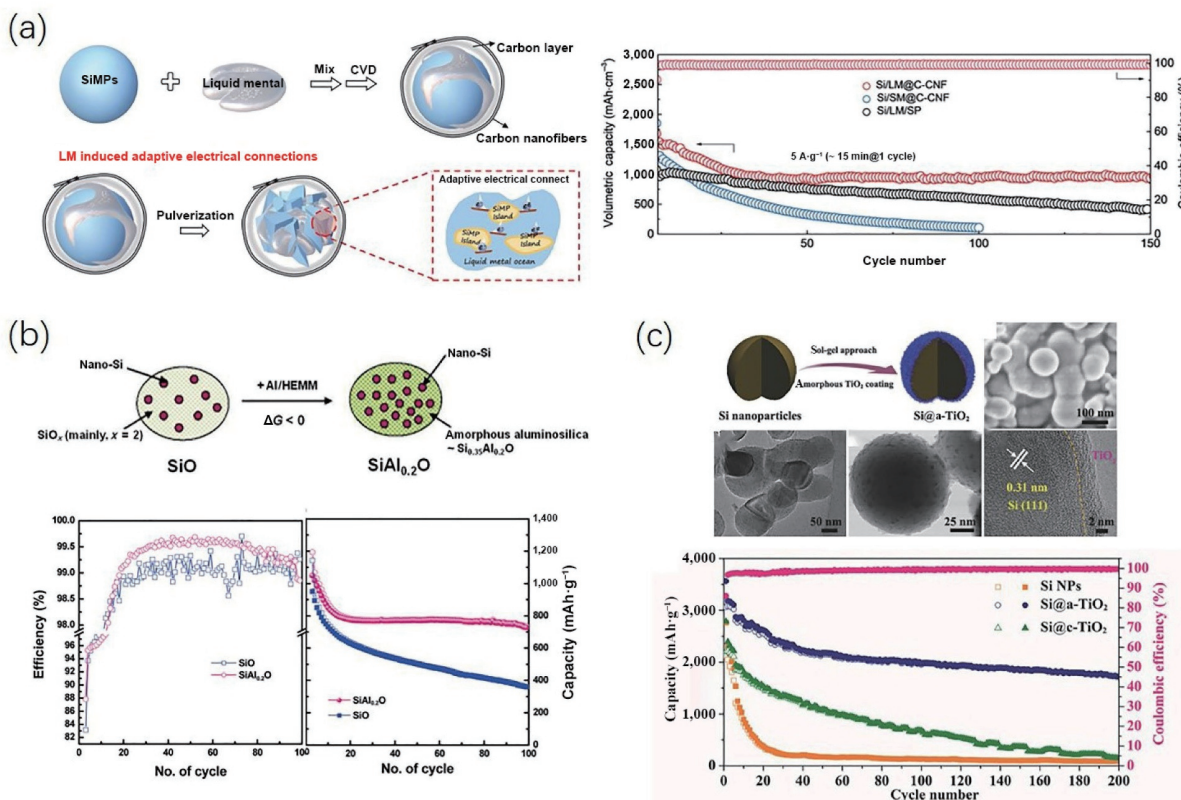 (a)
SiMPs
Liquid mental
Mix
CVD
Carbon layer
Carbon nanofibers
LM induced adaptive electrical connections
Pulverization
Adaptive electrical connect
SiMP
Island
SiMP
Island
SiMP
Island
Liquid metal ocean
Volumetric capacity (mAh·cm⁻³)
3,000
2,500
2,000
1,500
1,000
500
0
Si/LM@C-CNF
Si/SM@C-CNF
Si/LM/SP
5 A·g⁻¹ (~ 15 min@1 cycle)
100
80
60
40
20
0
50
100
150
Cycle number
(b)
Nano-Si
SiOₓ (mainly, x = 2)
SiO
+ Al/HEMM
ΔG < 0
Nano-Si
Amorphous aluminosilica
~ Si₀.₃₅Al₀.₂O
SiAl₀.₂O
Efficiency (%)
100.0
99.5
99.0
98.5
98.0
96
94
92
90
88
86
84
82
SiO
SiAl₀.₂O
0
20
40
60
80
100
No. of cycle
SiAl₀.₂O
SiO
20
40
60
80
100
No. of cycle
1,400
1,200
1,000
800
600
400
200
0
Capacity (mAh·g⁻¹)
(c)
Si nanoparticles
Sol-gel approach
Amorphous TiO₂ coating
Si@a-TiO₂
100 nm
50 nm
25 nm
0.31 nm
Si (111)
2 nm
Capacity (mAh·g⁻¹)
4,000
3,000
2,000
1,000
0
Si NPs
Si@a-TiO₂
Si@c-TiO₂
100
90
80
70
60
50
40
30
20
10
0
Coulombic efficiency (%)
0
20
40
60
80
100
120
140
160
180
200
Cycle number